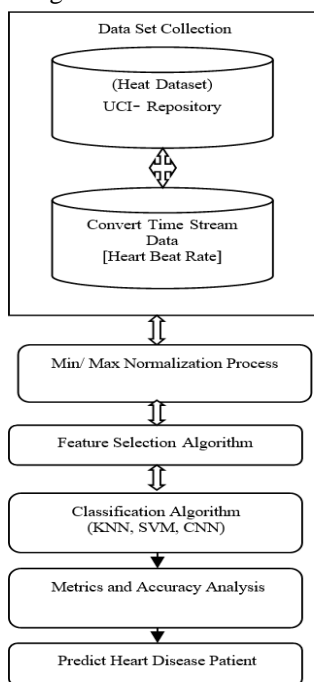 Data Set Collection
(Heat Dataset)
UCI- Repository
Convert Time Stream
Data
[Heart Beat Rate]
Min/ Max Normalization Process
Feature Selection Algorithm
Classification Algorithm
(KNN, SVM, CNN)
Metrics and Accuracy Analysis
Predict Heart Disease Patient